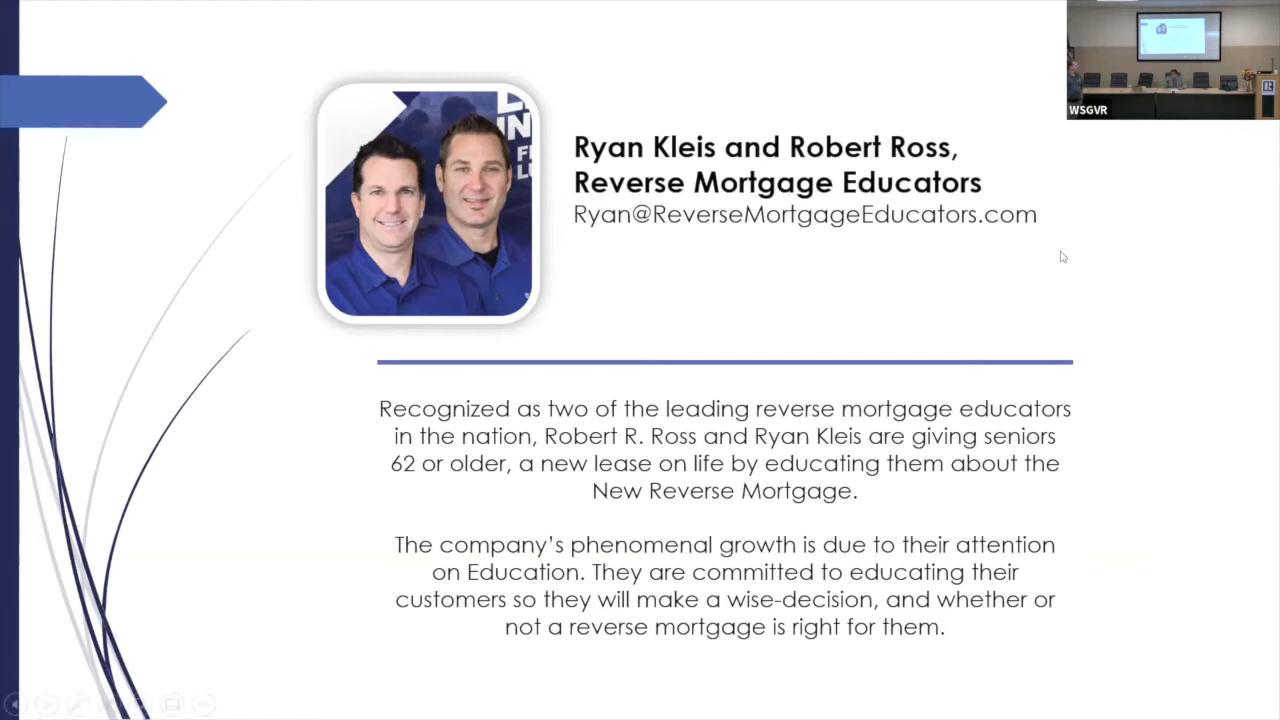 Ryan Kleis and Robert Ross,
Reverse Mortgage Educators
Ryan@ReverseMortgageEducators.com
WSGVR
Recognized as two of the leading reverse mortgage educators
in the nation, Robert R. Ross and Ryan Kleis are giving seniors
62 or older, a new lease on life by educating them about the
New Reverse Mortgage.
The company’s phenomenal growth is due to their attention
on Education. They are committed to educating their
customers so they will make a wise-decision, and whether or
not a reverse mortgage is right for them.